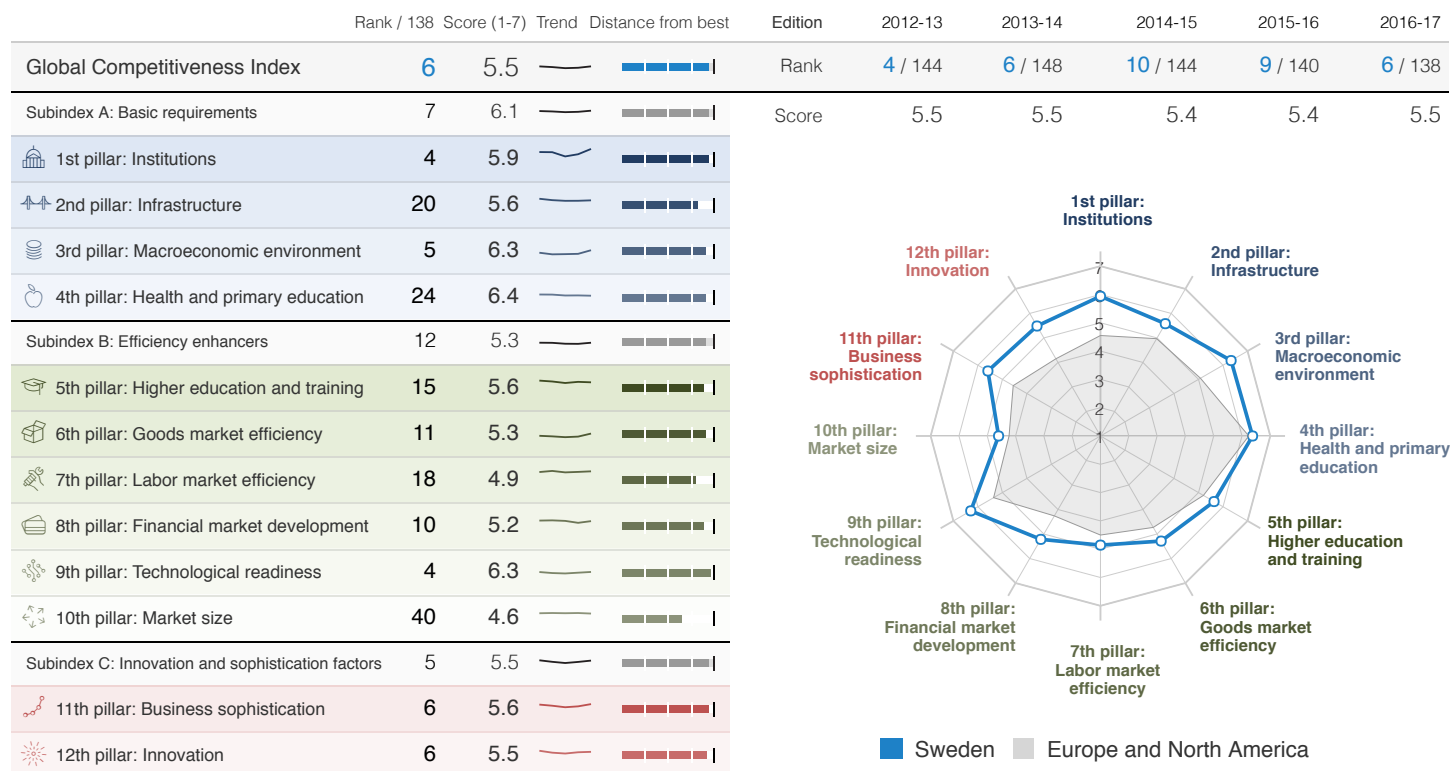 Rank / 138 Score (1-7) Trend Distance from best
Global Competitiveness Index 6 5.5
Subindex A: Basic requirements 7 6.1
1st pillar: Institutions 4 5.9
2nd pillar: Infrastructure 20 5.6
3rd pillar: Macroeconomic environment 5 6.3
4th pillar: Health and primary education 24 6.4
Subindex B: Efficiency enhancers 12 5.3
5th pillar: Higher education and training 15 5.6
6th pillar: Goods market efficiency 11 5.3
7th pillar: Labor market efficiency 18 4.9
8th pillar: Financial market development 10 5.2
9th pillar: Technological readiness 4 6.3
10th pillar: Market size 40 4.6
Subindex C: Innovation and sophistication factors 5 5.5
11th pillar: Business sophistication 6 5.6
12th pillar: Innovation 6 5.5
Edition 2012-13 2013-14 2014-15 2015-16 2016-17
Rank 4 / 144 6 / 148 10 / 144 9 / 140 6 / 138
Score 5.5 5.5 5.4 5.4 5.5
1st pillar:
Institutions
2nd pillar:
Infrastructure
3rd pillar:
Macroeconomic
environment
4th pillar:
Health and primary
education
5th pillar:
Higher education
and training
6th pillar:
Goods market
efficiency
7th pillar:
Labor market
efficiency
8th pillar:
Financial market
development
9th pillar:
Technological
readiness
10th pillar:
Market size
11th pillar:
Business
sophistication
12th pillar:
Innovation
7
5
4
3
2
1
Sweden Europe and North America